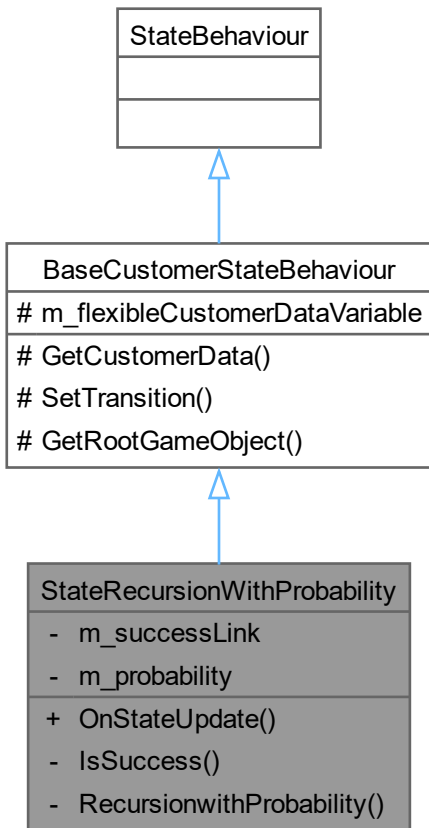 StateBehaviour
BaseCustomerStateBehaviour
# m_flexibleCustomerDataVariable
# GetCustomerData()
# SetTransition()
# GetRootGameObject()
StateRecursionWithProbability
- m_successLink
- m_probability
+ OnStateUpdate()
- IsSuccess()
- RecursionwithProbability()